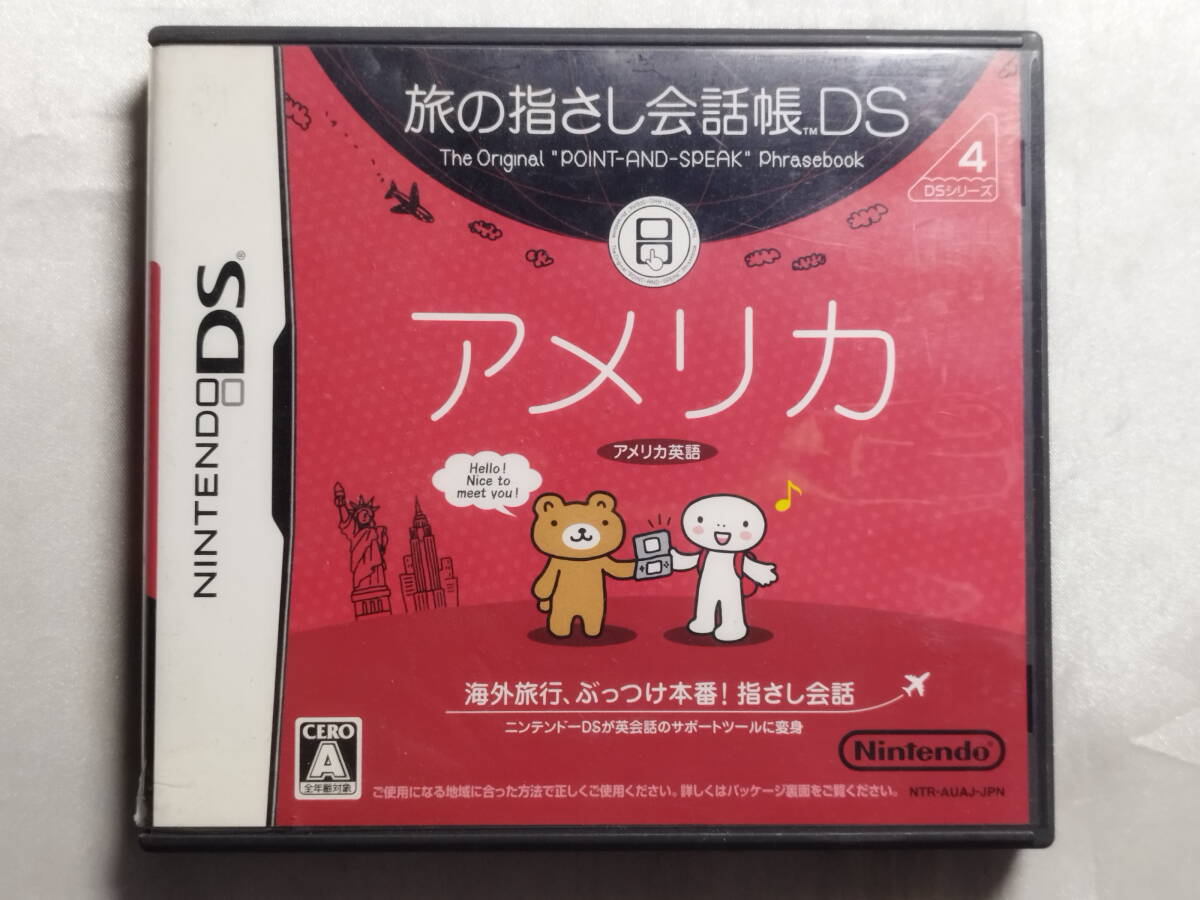 NINTENDO DS®
旅の指さし会話帳™DS
The Original "POINT-AND-SPEAK" Phrasebook
4
DSシリーズ
アメリカ
アメリカ英語
Hello!
Nice to
meet you!
海外旅行、ぶっつけ本番！指さし会話
ニンテンドーDSが英会話のサポートツールに変身
CERO
A
全年齢対象
Nintendo®
ご使用になる地域に合った方法で正しくご使用ください。詳しくはパッケージ裏面をご覧ください。
NTR-AUAJ-JPN